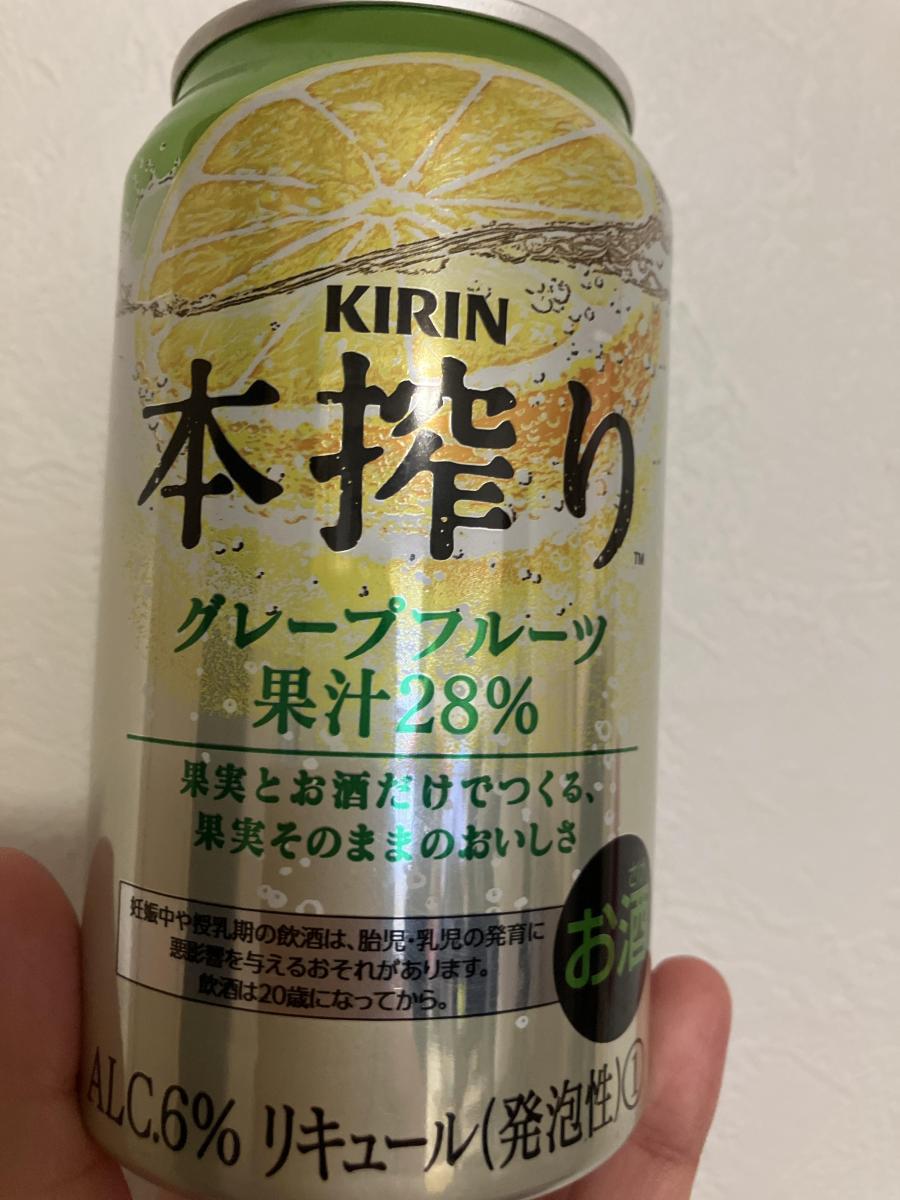 KIRIN
本搾り
TM
グレープフルーツ
果汁28%
果実とお酒だけでつくる、
果実そのままのおいしさ
妊娠中や授乳期の飲酒は、胎児・乳児の発育に
悪影響を与えるおそれがあります。
飲酒は20歳になってから。
お酒
ALC.6% リキュール(発泡性)①